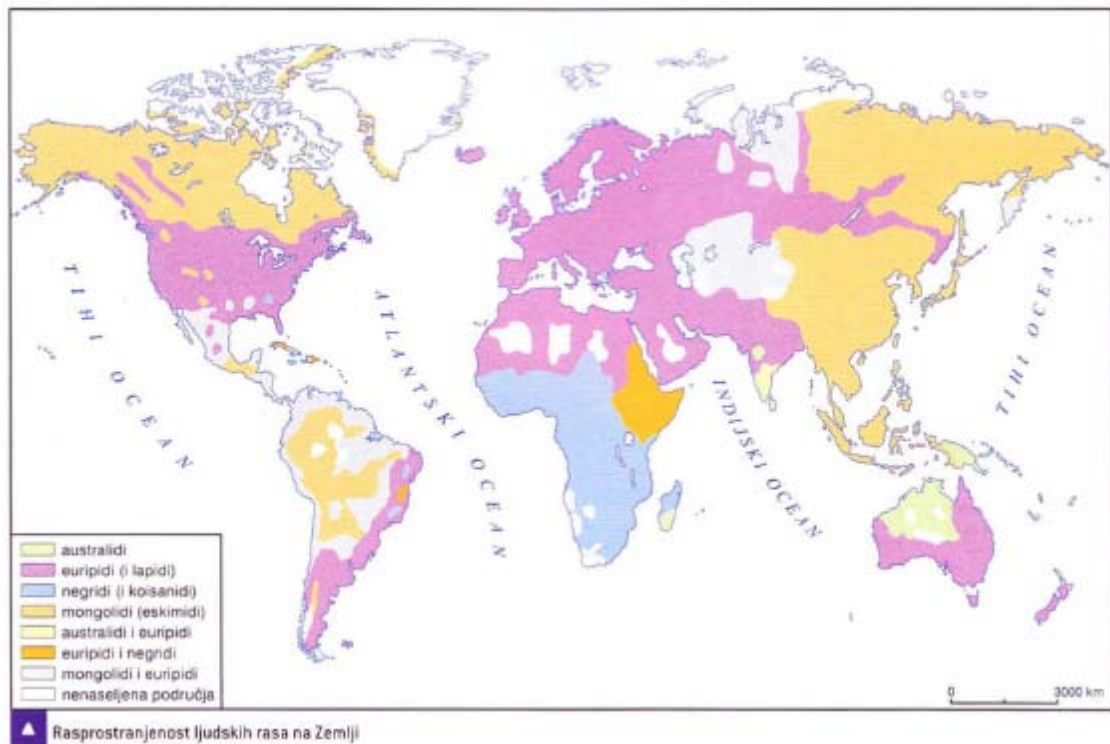 TIHI OCEAN
ATLANTSKI OCEAN
INDIJSKI OCEAN
TIHI OCEAN
australidi
euripidi (i lapidi)
negridi (i koisanidi)
mongolidi (eskimidi)
australidi i euripidi
euripidi i negridi
mongolidi i euripidi
nenaseljena područja
0 3000 km
Rasprostranjenost ljudskih rasa na Zemlji